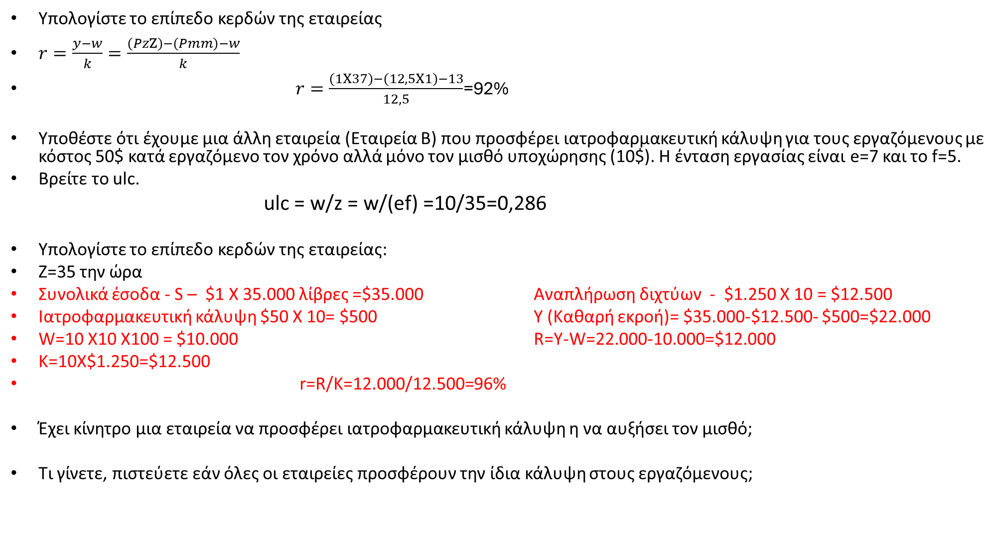 • Υπολογίστε το επίπεδο κερδών της εταιρείας
• r = (y−w)/k = ((PzZ)−(Pmm)−w)/k
• r = ((1X37)−(12,5X1)−13)/12,5=92%
• Υποθέστε ότι έχουμε μια άλλη εταιρεία (Εταιρεία Β) που προσφέρει ιατροφαρμακευτική κάλυψη για τους εργαζόμενους με
κόστος 50$ κατά εργαζόμενο τον χρόνο αλλά μόνο τον μισθό υποχώρησης (10$). Η ένταση εργασίας είναι e=7 και το f=5.
• Βρείτε το ulc.
ulc = w/z = w/(ef) =10/35=0,286
• Υπολογίστε το επίπεδο κερδών της εταιρείας:
• Ζ=35 την ώρα
• Συνολικά έσοδα - S – $1 X 35.000 λίβρες =$35.000 Αναπλήρωση διχτύων - $1.250 X 10 = $12.500
• Ιατροφαρμακευτική κάλυψη $50 X 10= $500 Υ (Καθαρή εκροή)= $35.000-$12.500- $500=$22.000
• W=10 X10 X100 = $10.000 R=Y-W=22.000-10.000=$12.000
• K=10X$1.250=$12.500
• r=R/K=12.000/12.500=96%
• Έχει κίνητρο μια εταιρεία να προσφέρει ιατροφαρμακευτική κάλυψη η να αυξήσει τον μισθό;
• Τι γίνετε, πιστεύετε εάν όλες οι εταιρείες προσφέρουν την ίδια κάλυψη στους εργαζόμενους;